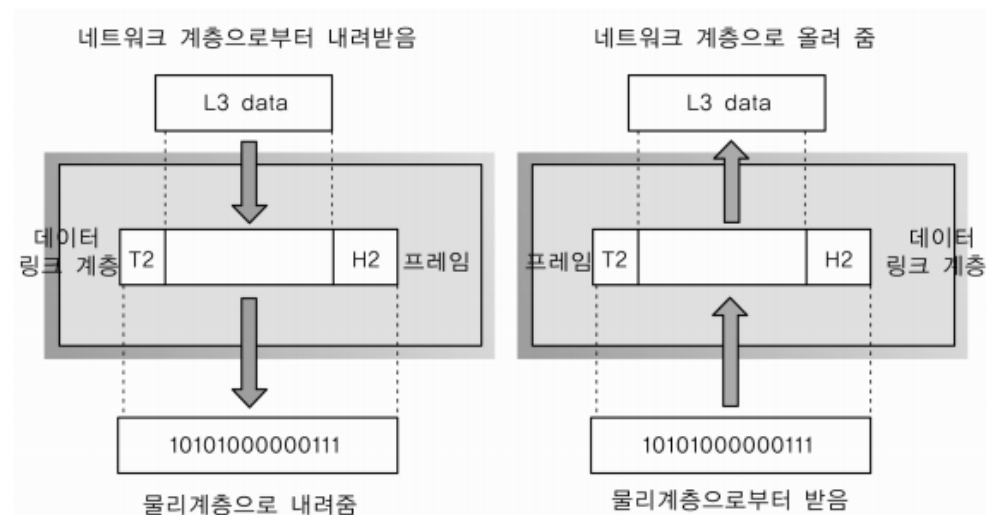 네트워크 계층으로부터 내려받음
L3 data
데이터
링크 계층
T2
H2
프레임
10101000000111
물리계층으로 내려줌
네트워크 계층으로 올려 줌
L3 data
프레임
T2
H2
데이터
링크 계층
10101000000111
물리계층으로부터 받음